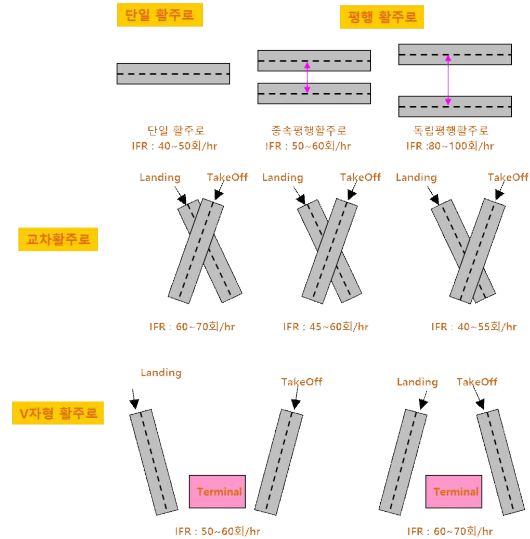 단일 활주로
평행 활주로
단일 활주로
IFR : 40~50회/hr
종속평행활주로
IFR : 50~60회/hr
독립평행활주로
IFR :80~100회/hr
Landing
TakeOff
Landing
TakeOff
Landing
TakeOff
교차활주로
IFR : 60~70회/hr
IFR : 45~60회/hr
IFR : 40~55회/hr
Landing
TakeOff
Landing
TakeOff
V자형 활주로
Terminal
Terminal
IFR : 50~60회/hr
IFR : 60~70회/hr